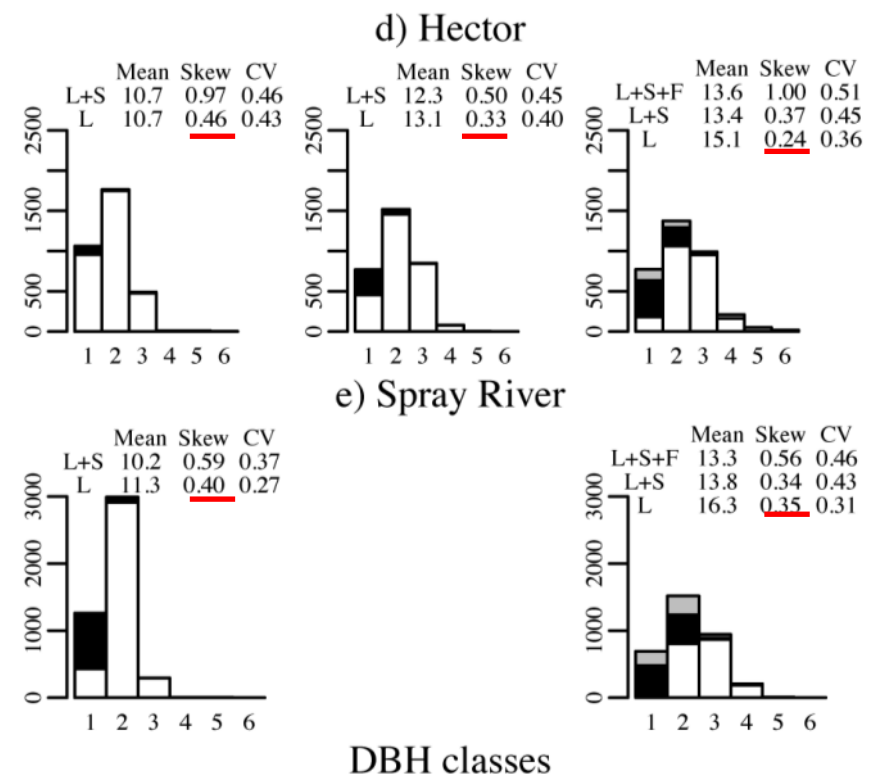 d) Hector
Mean Skew CV
L+S 10.7 0.97 0.46
L 10.7 0.46 0.43
2500
1500
500
0
1 2 3 4 5 6
Mean Skew CV
L+S 12.3 0.50 0.45
L 13.1 0.33 0.40
2500
1500
500
0
1 2 3 4 5 6
Mean Skew CV
L+S+F 13.6 1.00 0.51
L+S 13.4 0.37 0.45
L 15.1 0.24 0.36
2500
1500
500
0
1 2 3 4 5 6
e) Spray River
Mean Skew CV
L+S 10.2 0.59 0.37
L 11.3 0.40 0.27
3000
2000
1000
0
1 2 3 4 5 6
Mean Skew CV
L+S+F 13.3 0.56 0.46
L+S 13.8 0.34 0.43
L 16.3 0.35 0.31
3000
2000
1000
0
1 2 3 4 5 6
DBH classes